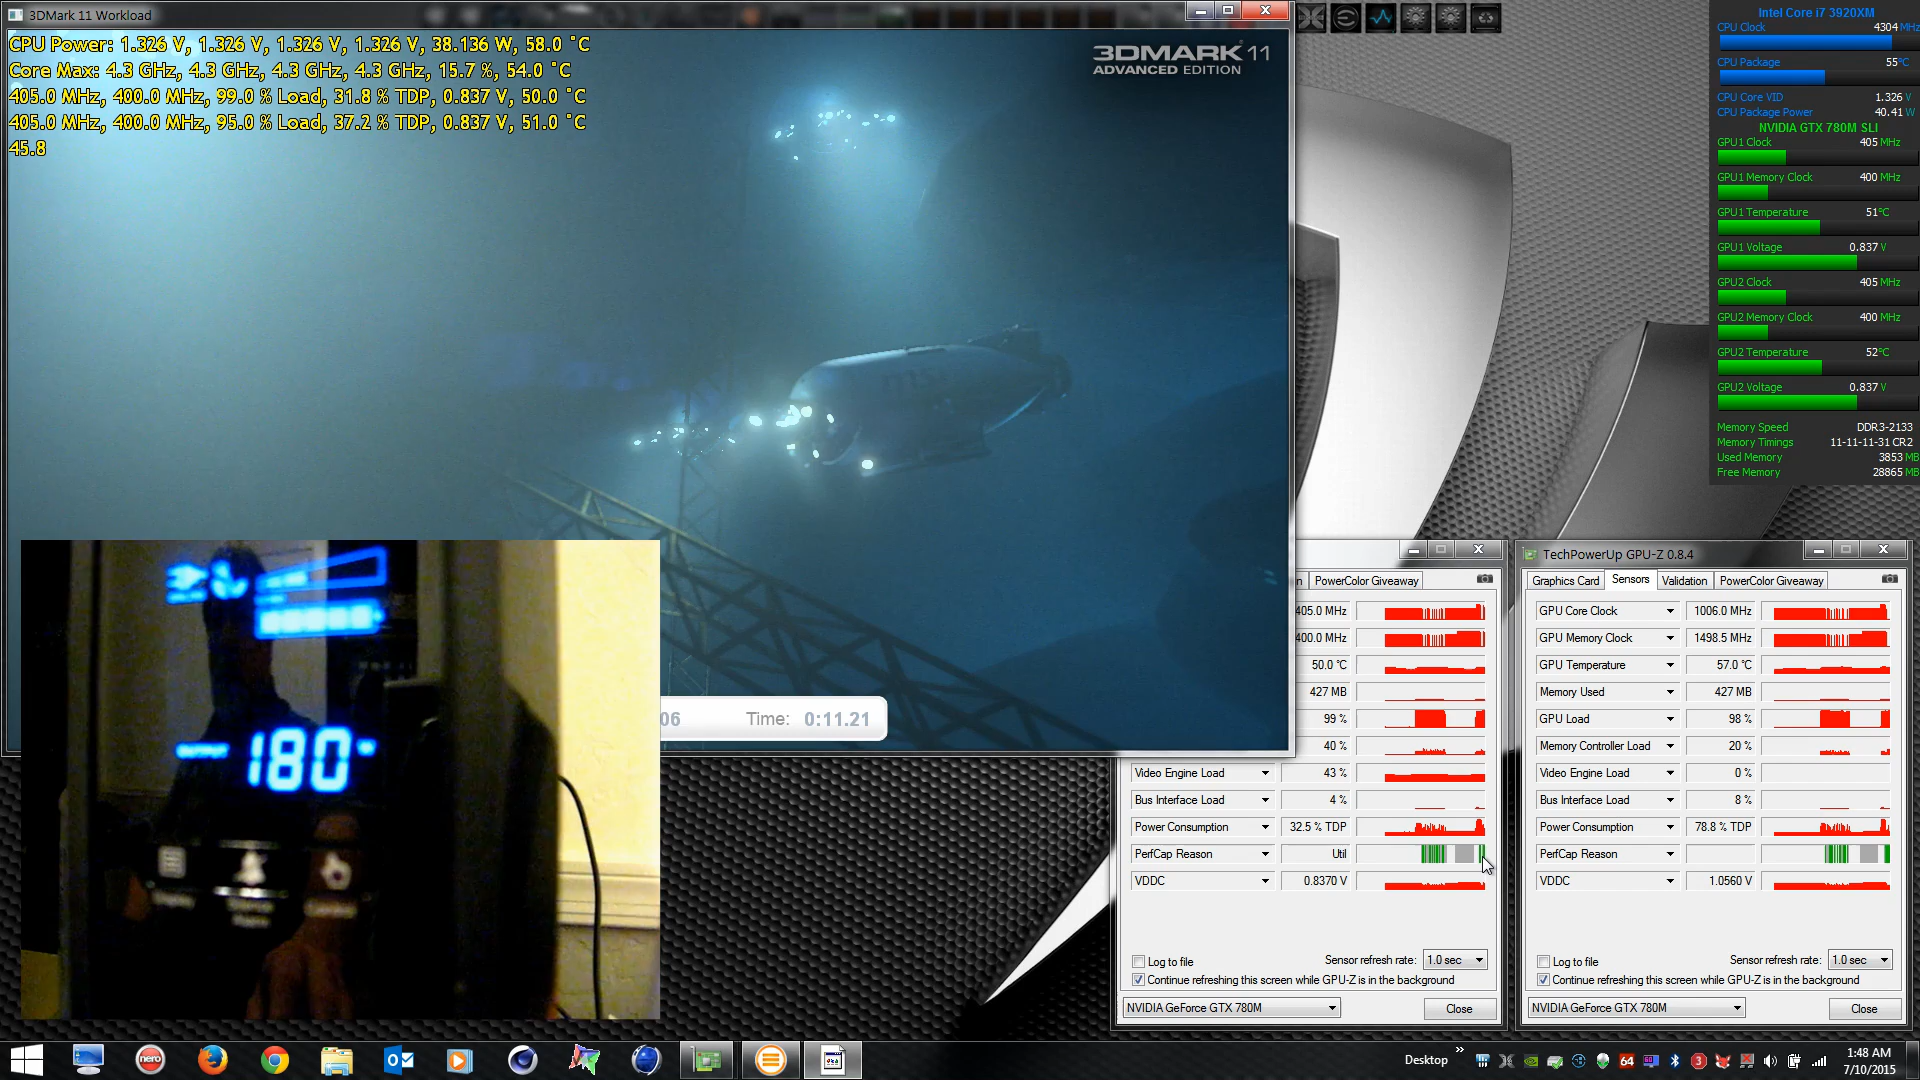 3DMark 11 Workload
CPU Power: 1.326 V, 1.326 V, 1.326 V, 1.326 V, 38.136 W, 58.0 °C
Core Max: 4.3 GHz, 4.3 GHz, 4.3 GHz, 4.3 GHz, 15.7 %, 54.0 °C
405.0 MHz, 400.0 MHz, 99.0 % Load, 31.8 % TDP, 0.837 V, 50.0 °C
405.0 MHz, 400.0 MHz, 95.0 % Load, 37.2 % TDP, 0.837 V, 51.0 °C
45.8
3DMARK 11
ADVANCED EDITION
06 Time: 0:11.21
OUTPUT 180 W
Intel Core i7 3920XM
CPU Clock 4304 MHz
CPU Package 55°C
CPU Core VID 1.326 V
CPU Package Power 40.41 W
NVIDIA GTX 780M SLI
GPU1 Clock 405 MHz
GPU1 Memory Clock 400 MHz
GPU1 Temperature 51°C
GPU1 Voltage 0.837 V
GPU2 Clock 405 MHz
GPU2 Memory Clock 400 MHz
GPU2 Temperature 52°C
GPU2 Voltage 0.837 V
Memory Speed DDR3-2133
Memory Timings 11-11-11-31 CR2
Used Memory 3853 MB
Free Memory 28865 MB
n PowerColor Giveaway
405.0 MHz
400.0 MHz
50.0 °C
427 MB
99 %
40 %
Video Engine Load 43 %
Bus Interface Load 4 %
Power Consumption 32.5 % TDP
PerfCap Reason Util
VDDC 0.8370 V
Log to file Sensor refresh rate: 1.0 sec
Continue refreshing this screen while GPU-Z is in the background
NVIDIA GeForce GTX 780M Close
TechPowerUp GPU-Z 0.8.4
Graphics Card Sensors Validation PowerColor Giveaway
GPU Core Clock 1006.0 MHz
GPU Memory Clock 1498.5 MHz
GPU Temperature 57.0 °C
Memory Used 427 MB
GPU Load 98 %
Memory Controller Load 20 %
Video Engine Load 0 %
Bus Interface Load 8 %
Power Consumption 78.8 % TDP
PerfCap Reason
VDDC 1.0560 V
Log to file Sensor refresh rate: 1.0 sec
Continue refreshing this screen while GPU-Z is in the background
NVIDIA GeForce GTX 780M Close
nero
Desktop »
64
3
1:48 AM
7/10/2015